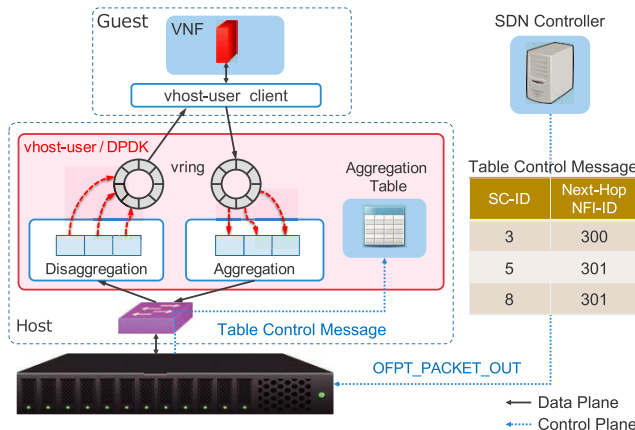 Guest
VNF
vhost-user client
SDN Controller
vhost-user / DPDK
vring
Aggregation
Table
Disaggregation
Aggregation
Host
Table Control Message
Table Control Message
SC-ID
Next-Hop
NFI-ID
3
300
5
301
8
301
OFPT_PACKET_OUT
Data Plane
Control Plane